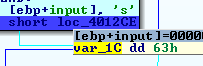 [ebp+input], 's'
short loc_4012CE
[ebp+input]=0000
var_1C dd 63h